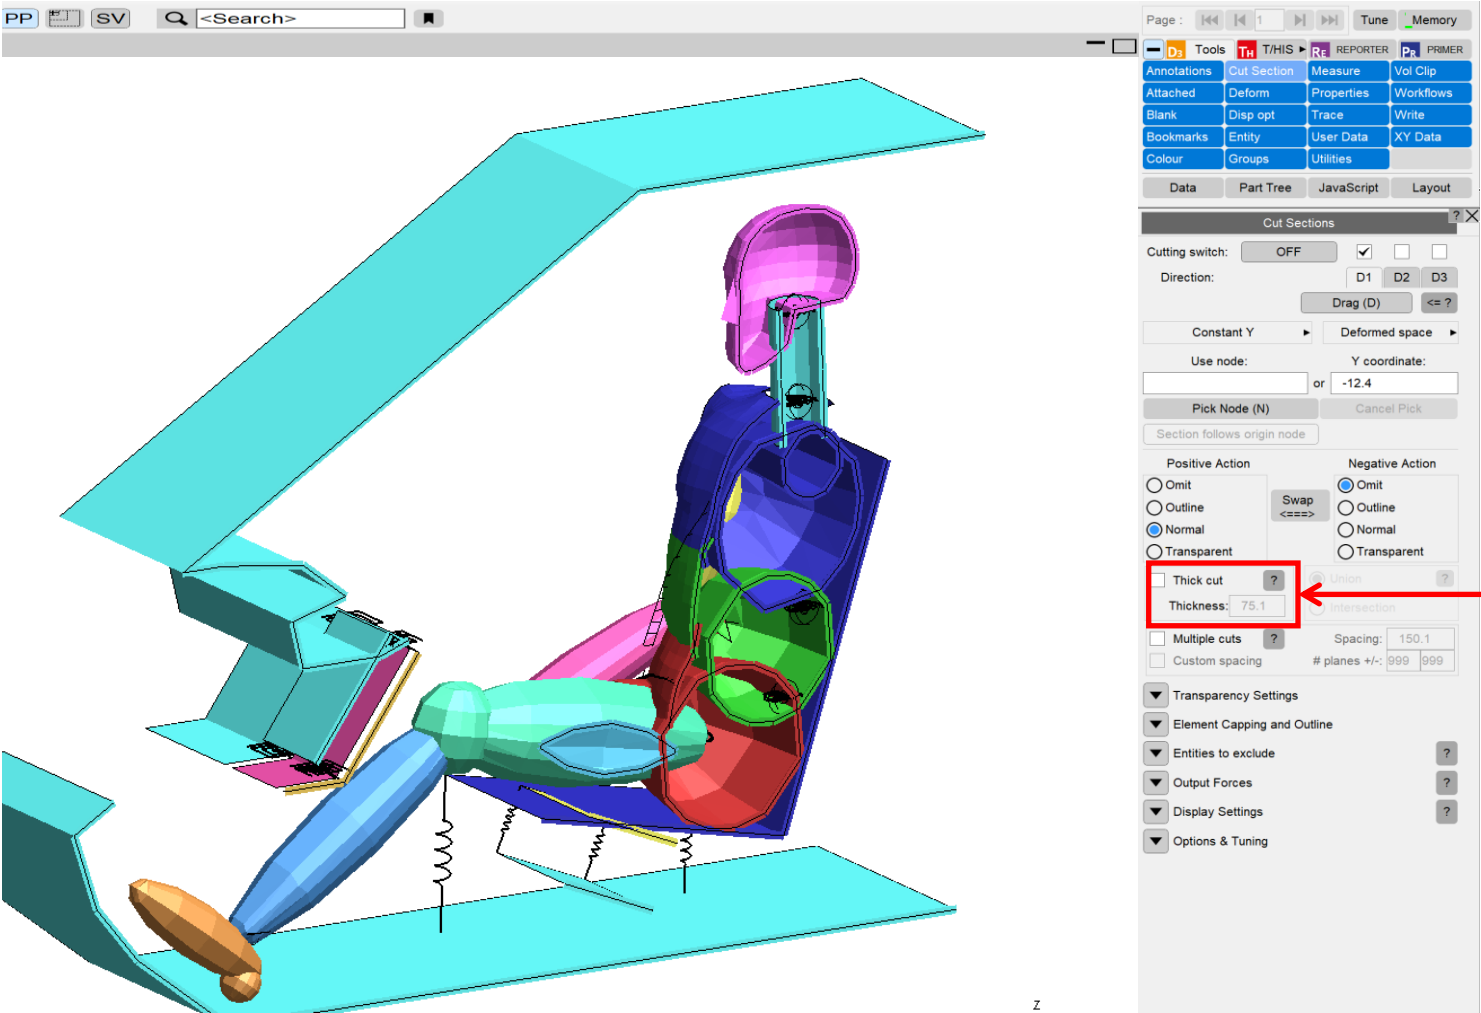 PP SV <Search> Page : 1 Tune _Memory
D3 Tools TH T/HIS RE REPORTER PR PRIMER
Annotations Cut Section Measure Vol Clip
Attached Deform Properties Workflows
Blank Disp opt Trace Write
Bookmarks Entity User Data XY Data
Colour Groups Utilities
Data Part Tree JavaScript Layout
Cut Sections ? X
Cutting switch: OFF
Direction: D1 D2 D3
Drag (D) <= ?
Constant Y Deformed space
Use node: Y coordinate:
or -12.4
Pick Node (N) Cancel Pick
Section follows origin node
Positive Action Negative Action
Omit Omit
Outline Swap Outline
Normal <===> Normal
Transparent Transparent
Thick cut ? Union ?
Thickness: 75.1 Intersection
Multiple cuts ? Spacing: 150.1
Custom spacing # planes +/-: 999 999
Transparency Settings
Element Capping and Outline
Entities to exclude ?
Output Forces ?
Display Settings ?
Options & Tuning
Z